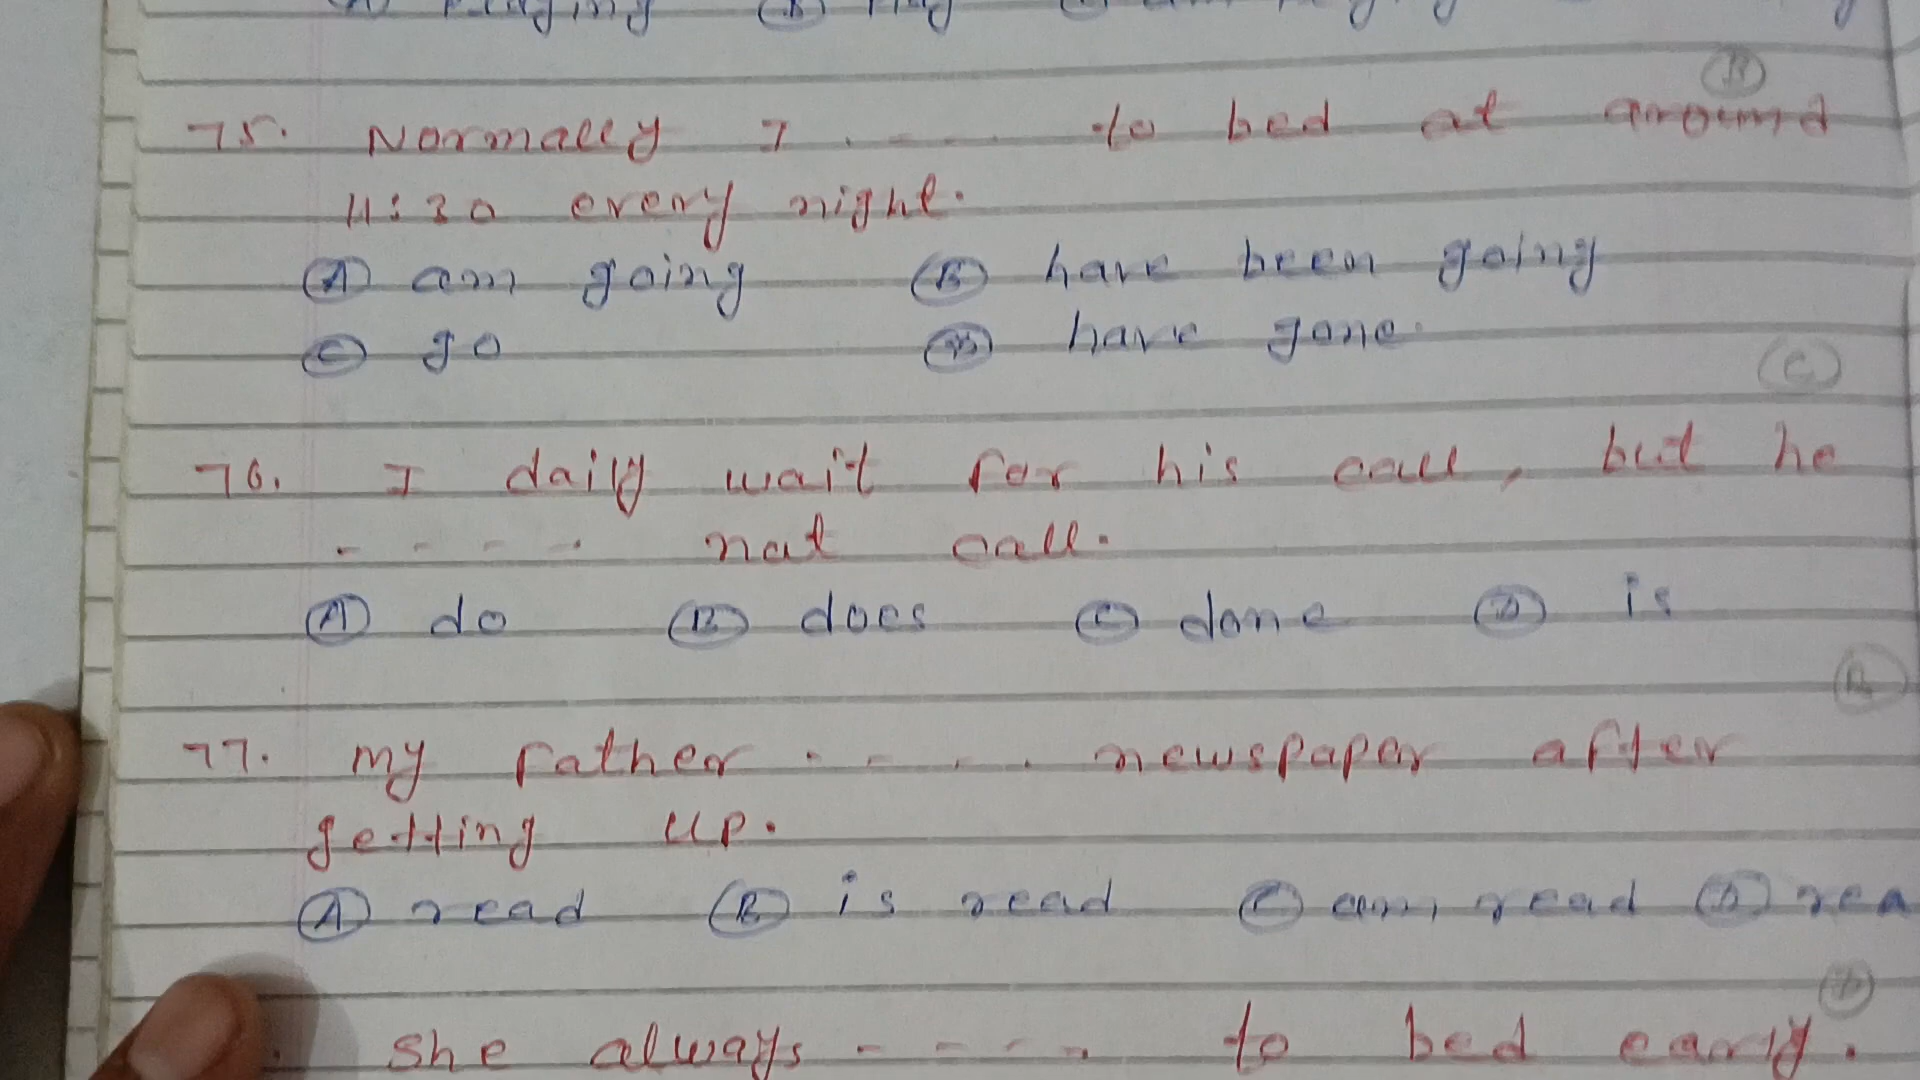 (B)
75. Normally I . - - - to bed at around
11:30 every night.
(A) am going (B) have been going
(C) go (D) have gone.
(C)
76. I daily wait for his call, but he
- - - - not call.
(A) do (B) does (C) done (D) is
(B)
77. my father . - - . newspaper after
getting up.
(A) read (B) is read (C) am read (D) rea
(D)
She always - - - - to bed early.